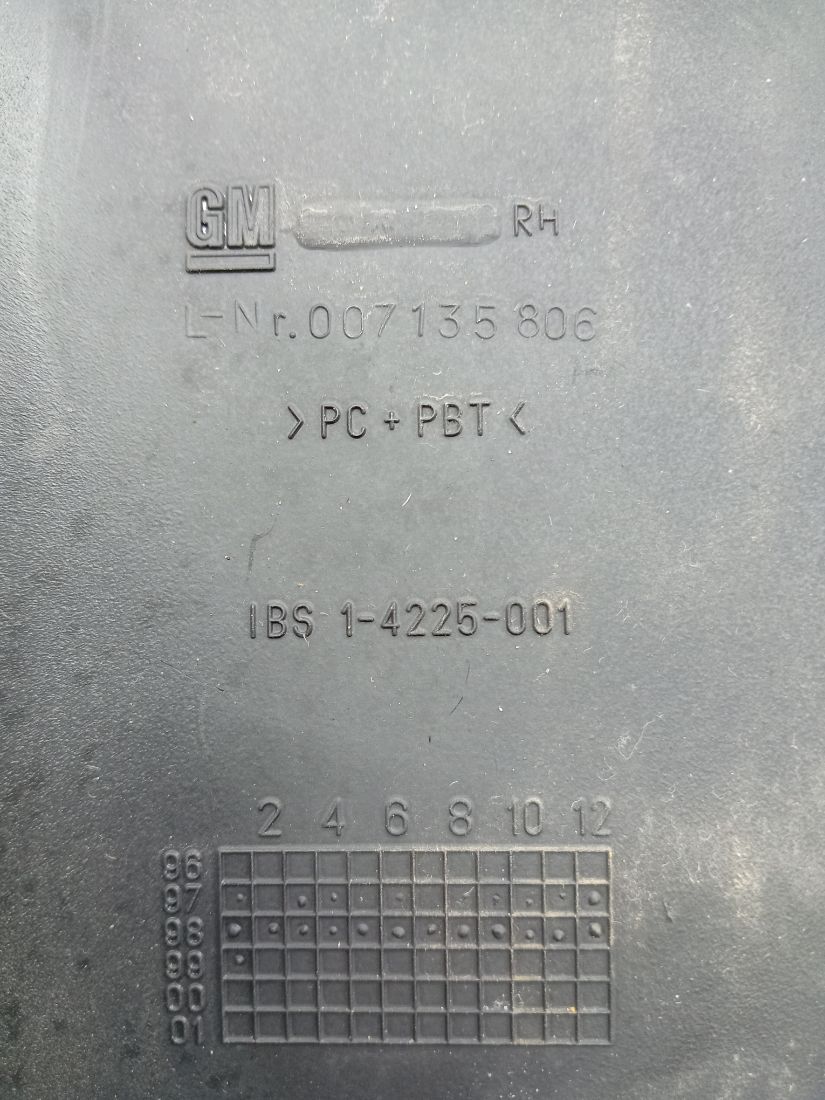 GM RH
L-Nr. 007 135 806
>PC + PBT<
IBS 1-4225-001
2 4 6 8 10 12
96
97
98
99
00
01